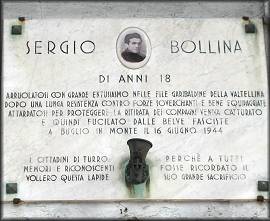 SERGIO BOLLINA
DI ANNI 18
ARRUOLATOSI CON GRANDE ENTUSIASMO NELLE FILE GARIBALDINE DELLA VALTELLINA
DOPO UNA LUNGA RESISTENZA CONTRO FORZE SOVERCHIANTI E BENE EQUIPAGGIATE
ATTARDATOSI PER PROTEGGERE LA RITIRATA DEI COMPAGNI VENIVA CATTURATO
E QUINDI FUCILATO DALLE BELVE FASCISTE
A BUGLIO IN MONTE IL 16 GIUGNO 1944
I CITTADINI DI TURRO
MEMORI E RICONOSCENTI
VOLLERO QUESTA LAPIDE
PERCHÈ A TUTTI
FOSSE RICORDATO IL
SUO GRANDE SACRIFICIO